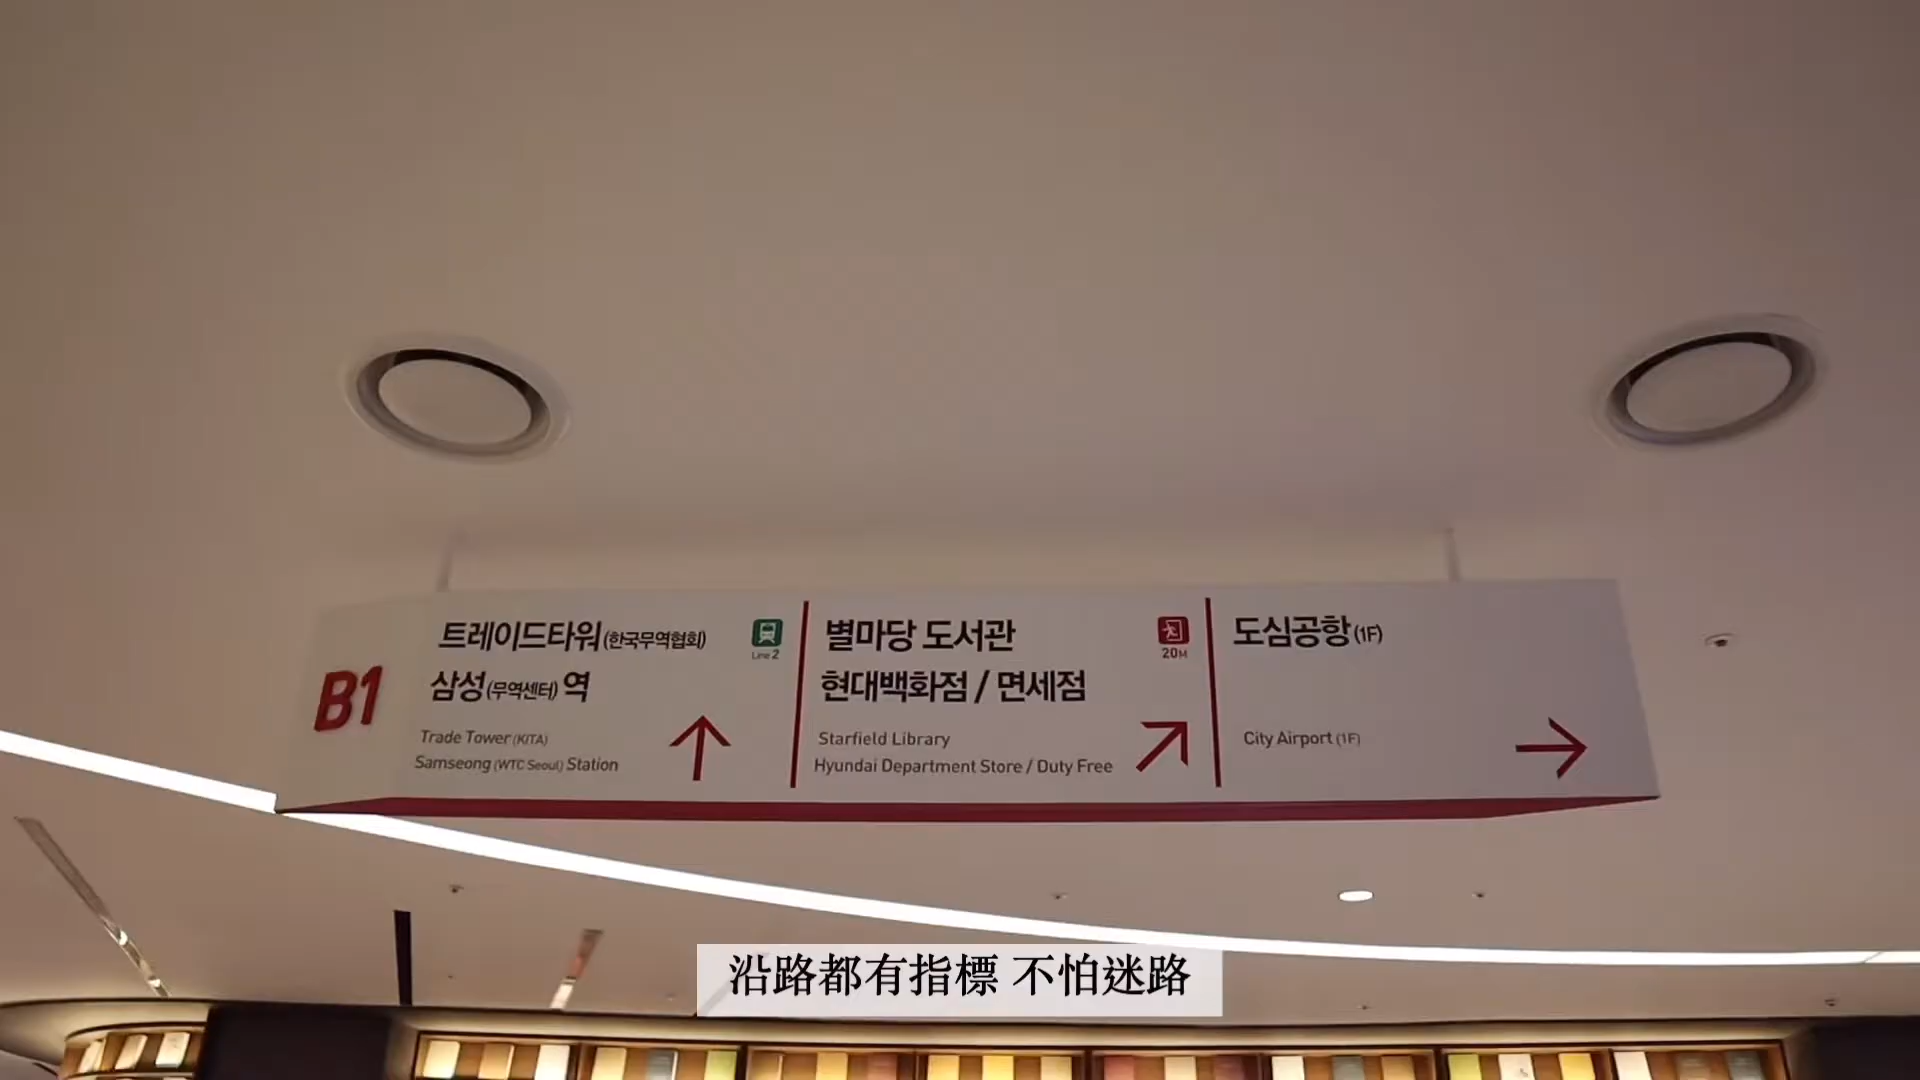 B1
트레이드타워(한국무역협회)
삼성(무역센터)역
Line 2
Trade Tower (KITA)
Samseong (WTC Seoul) Station
별마당 도서관
현대백화점 / 면세점
20M
Starfield Library
Hyundai Department Store / Duty Free
도심공항(1F)
City Airport (1F)
沿路都有指標 不怕迷路